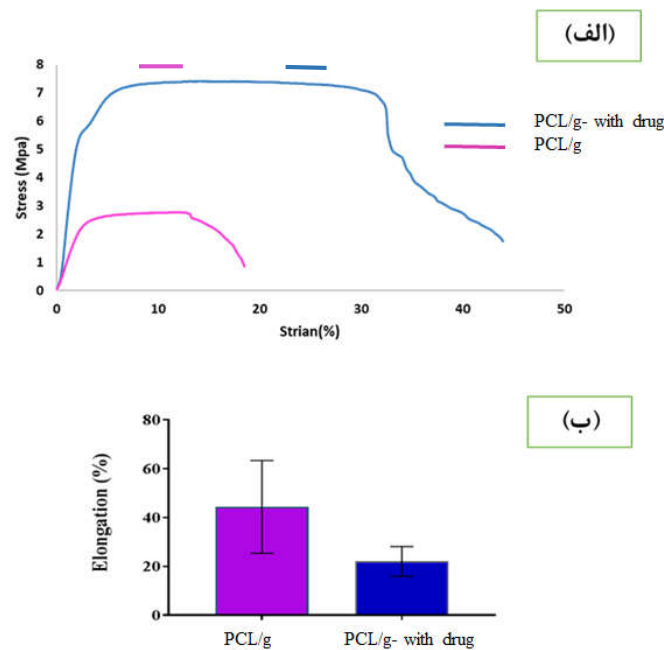 (الف)
8
7
6
5
4
3
2
1
0
Stress (Mpa)
0 10 20 30 40 50
Strian(%)
PCL/g- with drug
PCL/g
(ب)
80
60
40
20
0
Elongation (%)
PCL/g PCL/g- with drug